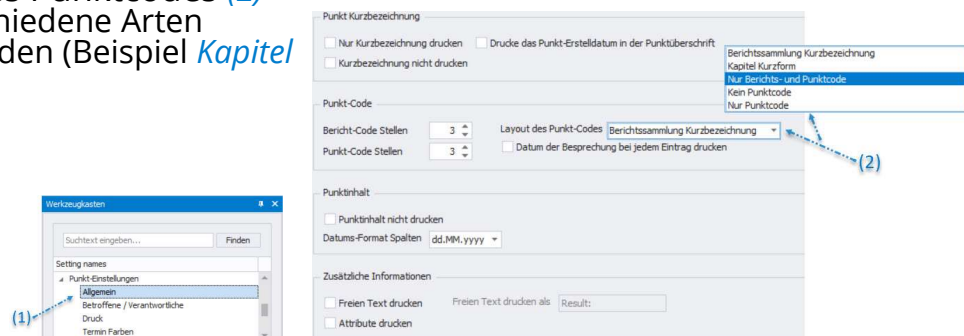 s Punktcodes (2)
hiedene Arten
den (Beispiel Kapitel
Punkt Kurzbezeichnung
Nur Kurzbezeichnung drucken Drucke das Punkt-Erstelldatum in der Punktüberschrift
Kurzbezeichnung nicht drucken
Berichtssammlung Kurzbezeichnung
Kapitel Kurzform
Nur Berichts- und Punktcode
Kein Punktcode
Nur Punktcode
Punkt-Code
Bericht-Code Stellen 3 Layout des Punkt-Codes Berichtssammlung Kurzbezeichnung
Punkt-Code Stellen 3 Datum der Besprechung bei jedem Eintrag drucken
(2)
Punktinhalt
Punktinhalt nicht drucken
Datums-Format Spalten dd.MM.yyyy
Zusätzliche Informationen
Freien Text drucken Freien Text drucken als Result:
Attribute drucken
Werkzeugkasten
Suchtext eingeben... Finden
Setting names
Punkt-Einstellungen
Allgemein
Betroffene / Verantwortliche
(1)
Druck
Termin Farben